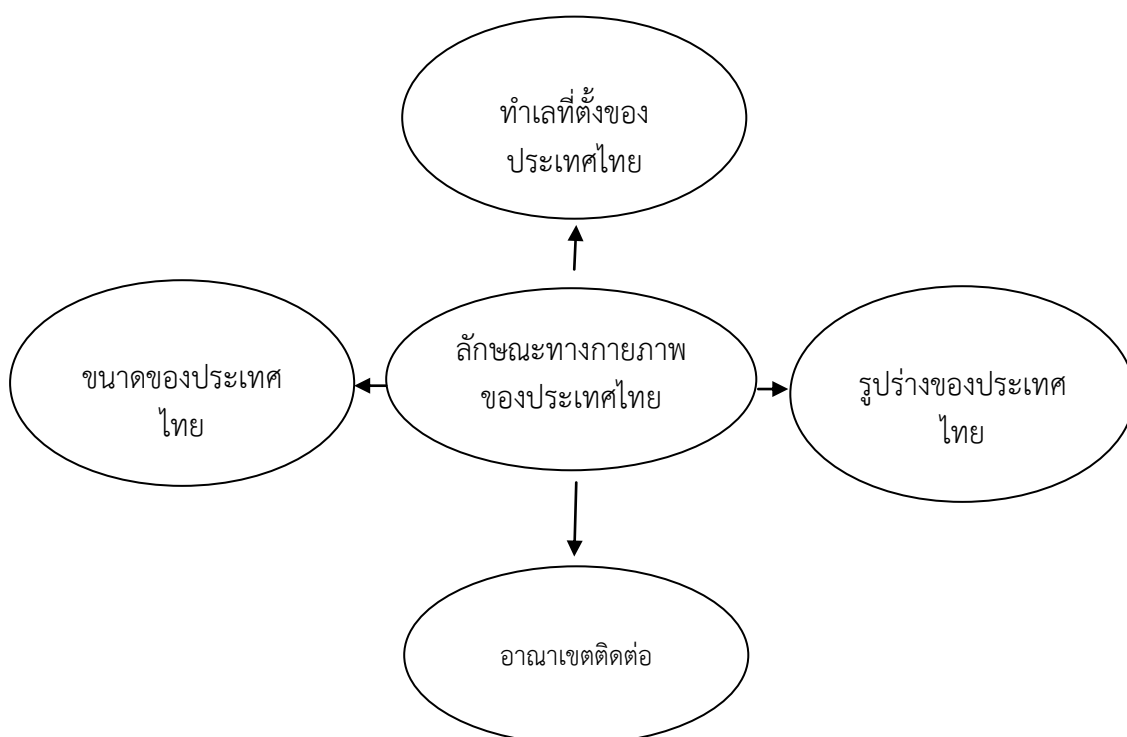 ทำเลที่ตั้งของ
ประเทศไทย
ลักษณะทางกายภาพ
ของประเทศไทย
ขนาดของประเทศ
ไทย
รูปร่างของประเทศ
ไทย
อาณาเขตติดต่อ